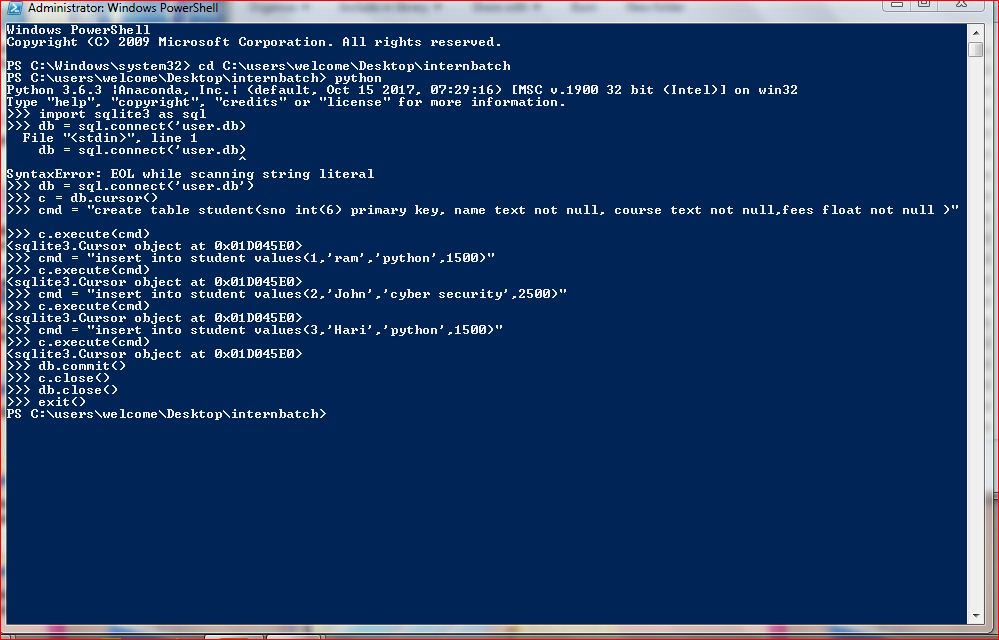 Administrator: Windows PowerShell
Windows PowerShell
Copyright (C) 2009 Microsoft Corporation. All rights reserved.
PS C:\Windows\system32> cd C:\users\welcome\Desktop\internbatch
PS C:\users\welcome\Desktop\internbatch> python
Python 3.6.3 |Anaconda, Inc.| (default, Oct 15 2017, 07:29:16) [MSC v.1900 32 bit (Intel)] on win32
Type "help", "copyright", "credits" or "license" for more information.
>>> import sqlite3 as sql
>>> db = sql.connect('user.db)
  File "<stdin>", line 1
    db = sql.connect('user.db)
                             ^
SyntaxError: EOL while scanning string literal
>>> db = sql.connect('user.db')
>>> c = db.cursor()
>>> cmd = "create table student(sno int(6) primary key, name text not null, course text not null,fees float not null )"
>>> c.execute(cmd)
<sqlite3.Cursor object at 0x01D045E0>
>>> cmd = "insert into student values(1,'ram','python',1500)"
>>> c.execute(cmd)
<sqlite3.Cursor object at 0x01D045E0>
>>> cmd = "insert into student values(2,'John','cyber security',2500)"
>>> c.execute(cmd)
<sqlite3.Cursor object at 0x01D045E0>
>>> cmd = "insert into student values(3,'Hari','python',1500)"
>>> c.execute(cmd)
<sqlite3.Cursor object at 0x01D045E0>
>>> db.commit()
>>> c.close()
>>> db.close()
>>> exit()
PS C:\users\welcome\Desktop\internbatch>